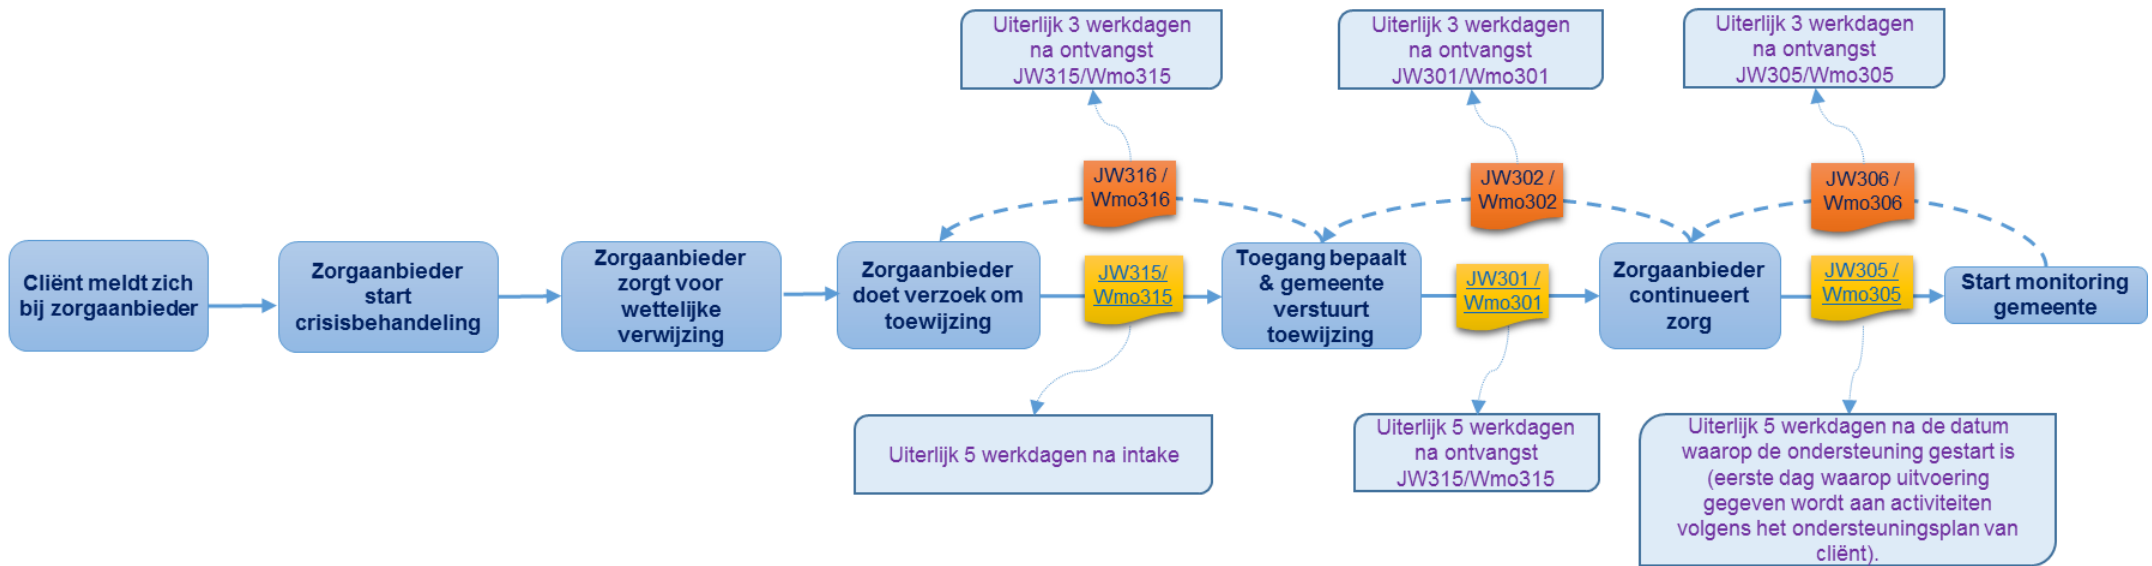 Uiterlijk 3 werkdagen
na ontvangst
JW315/Wmo315
Uiterlijk 3 werkdagen
na ontvangst
JW301/Wmo301
Uiterlijk 3 werkdagen
na ontvangst
JW305/Wmo305
JW316 /
Wmo316
JW302 /
Wmo302
JW306 /
Wmo306
Cliënt meldt zich
bij zorgaanbieder
Zorgaanbieder
start
crisisbehandeling
Zorgaanbieder
zorgt voor
wettelijke
verwijzing
Zorgaanbieder
doet verzoek om
toewijzing
JW315/
Wmo315
Toegang bepaalt
& gemeente
verstuurt
toewijzing
JW301 /
Wmo301
Zorgaanbieder
continueert
zorg
JW305 /
Wmo305
Start monitoring
gemeente
Uiterlijk 5 werkdagen na intake
Uiterlijk 5 werkdagen
na ontvangst
JW315/Wmo315
Uiterlijk 5 werkdagen na de datum
waarop de ondersteuning gestart is
(eerste dag waarop uitvoering
gegeven wordt aan activiteiten
volgens het ondersteuningsplan van
cliënt).